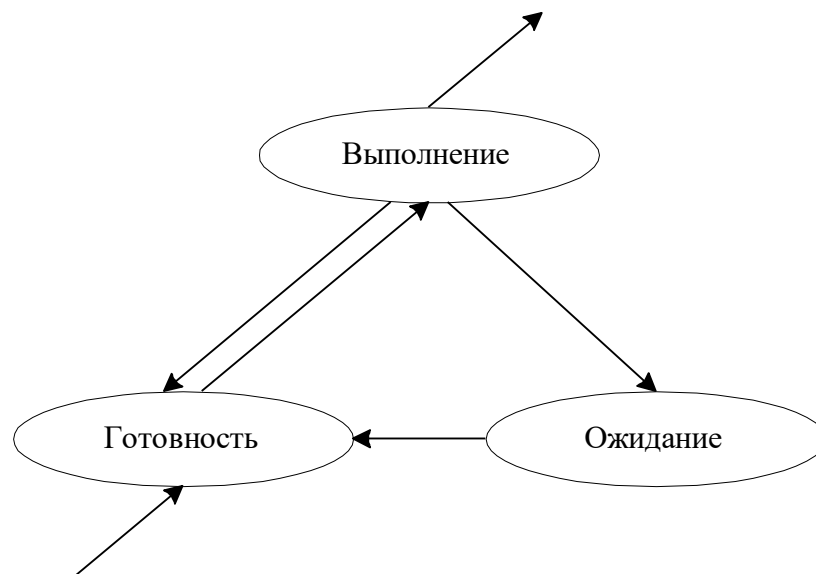 Выполнение
Готовность
Ожидание